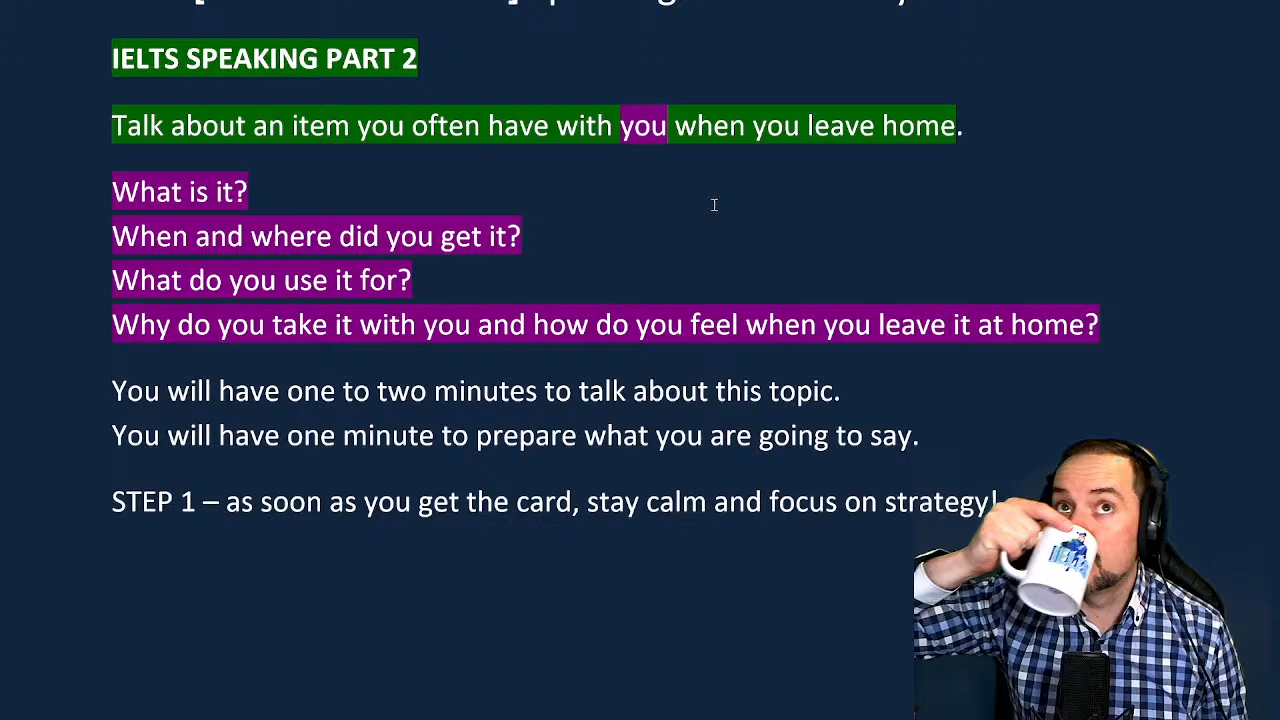 IELTS SPEAKING PART 2
Talk about an item you often have with you when you leave home.
What is it?
When and where did you get it?
What do you use it for?
Why do you take it with you and how do you feel when you leave it at home?
You will have one to two minutes to talk about this topic.
You will have one minute to prepare what you are going to say.
STEP 1 – as soon as you get the card, stay calm and focus on strategy!